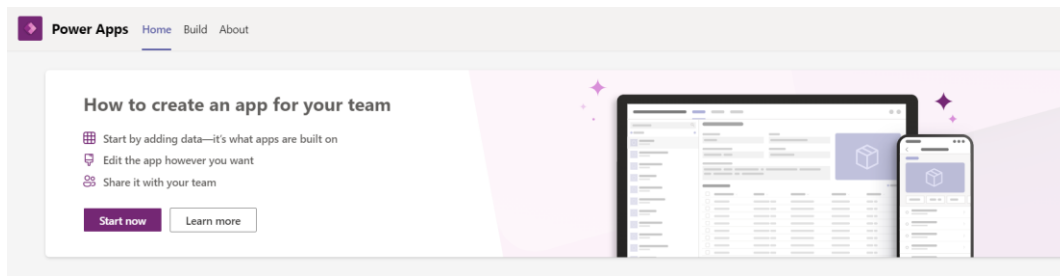 Power Apps Home Build About
How to create an app for your team
Start by adding data—it's what apps are built on
Edit the app however you want
Share it with your team
Start now Learn more